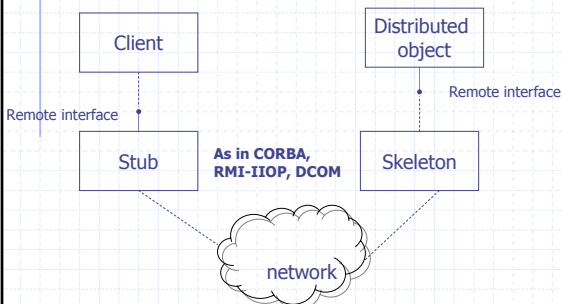 Client
Distributed
object
Remote interface
Remote interface
Stub
As in CORBA,
RMI-IIOP, DCOM
Skeleton
network